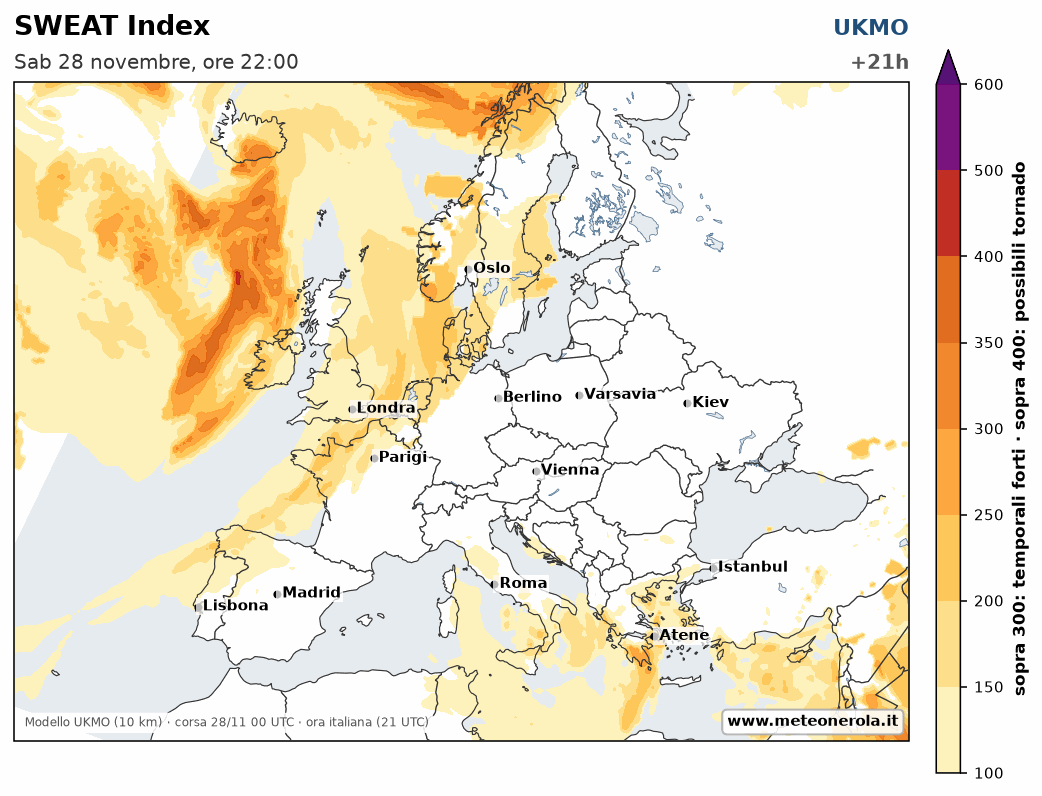 SWEAT Index
UKMO
Sab 28 novembre, ore 22:00
+21h
600
500
400
350
300
250
200
150
100
sopra 300: temporali forti · sopra 400: possibili tornado
Oslo
Londra
Berlino
Varsavia
Kiev
Parigi
Vienna
Istanbul
Roma
Madrid
Lisbona
Atene
Modello UKMO (10 km) · corsa 28/11 00 UTC · ora italiana (21 UTC)
www.meteonerola.it